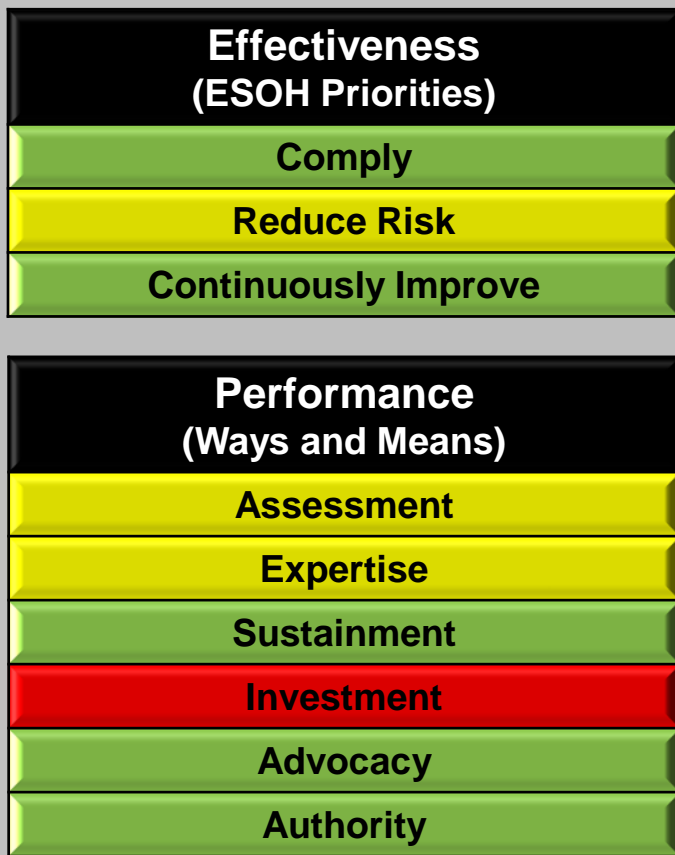 Effectiveness
(ESOH Priorities)
Comply
Reduce Risk
Continuously Improve
Performance
(Ways and Means)
Assessment
Expertise
Sustainment
Investment
Advocacy
Authority